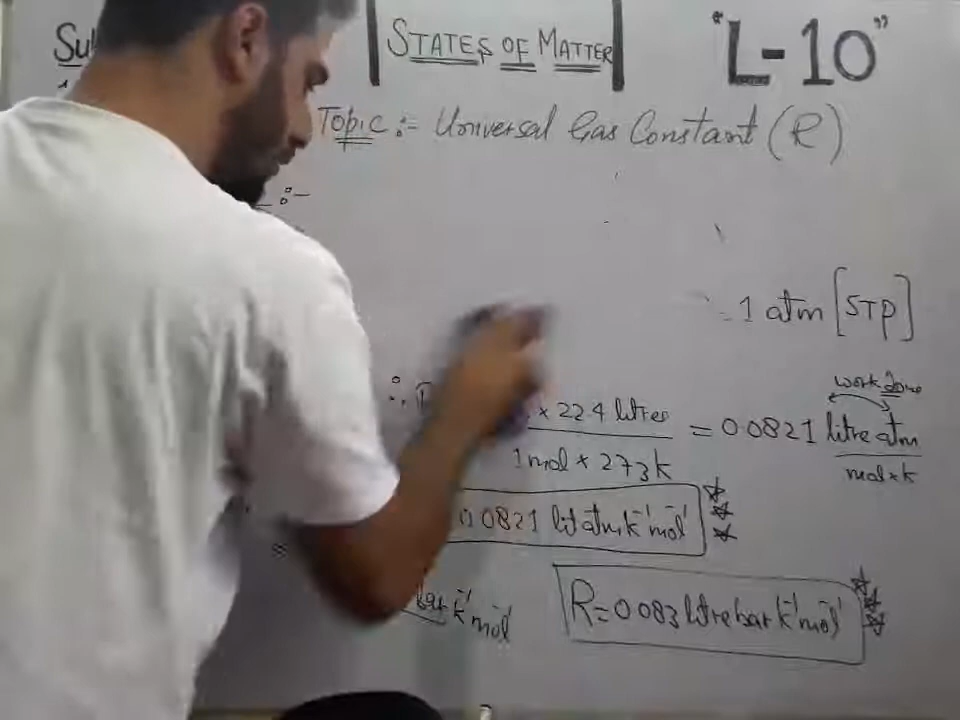 STATES OF MATTER
"L-10"
Topic :- Universal Gas Constant (R)
:-
= 1 atm [STP]
work done
∴ × 22.4 litres = 0.0821 litre atm
1 mol × 273 k mol × k
0.0821 lit atm k⁻¹ mol⁻¹
bar k⁻¹ mol⁻¹
R = 0.083 litre bar k⁻¹ mol⁻¹